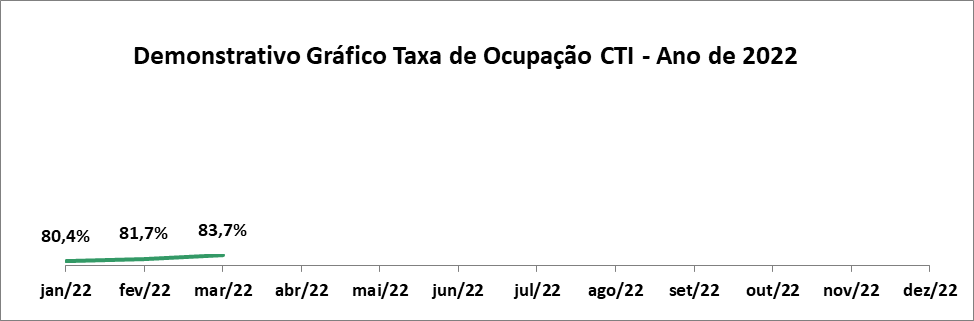 Demonstrativo Gráfico Taxa de Ocupação CTI - Ano de 2022
80,4% 81,7% 83,7%
jan/22 fev/22 mar/22 abr/22 mai/22 jun/22 jul/22 ago/22 set/22 out/22 nov/22 dez/22